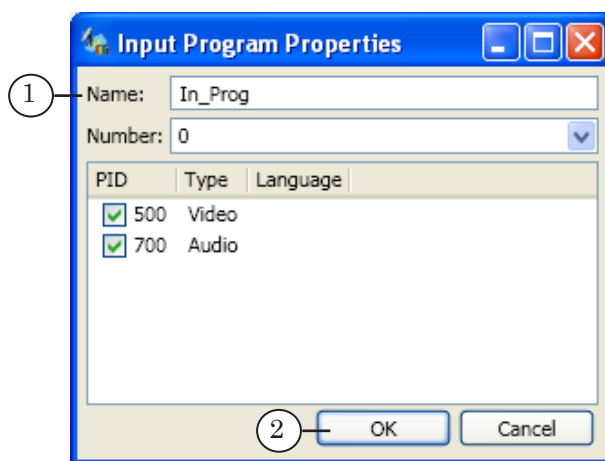 Input Program Properties
1 Name: In_Prog
Number: 0
PID Type Language
500 Video
700 Audio
2 OK Cancel